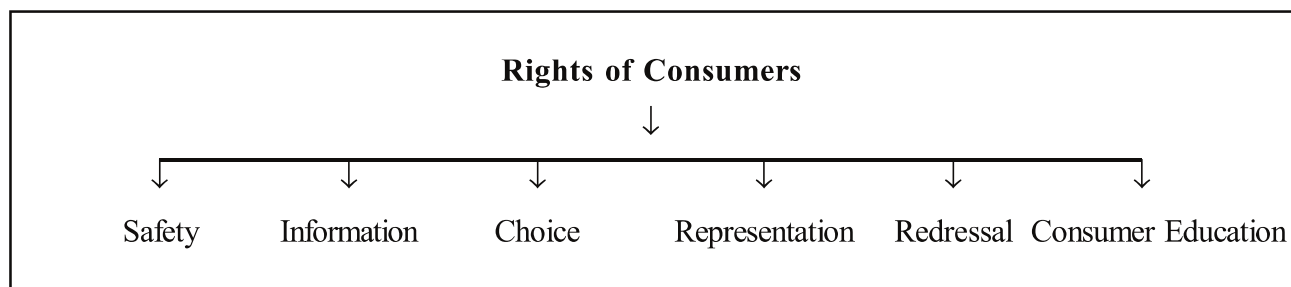 Rights of Consumers
Safety Information Choice Representation Redressal Consumer Education